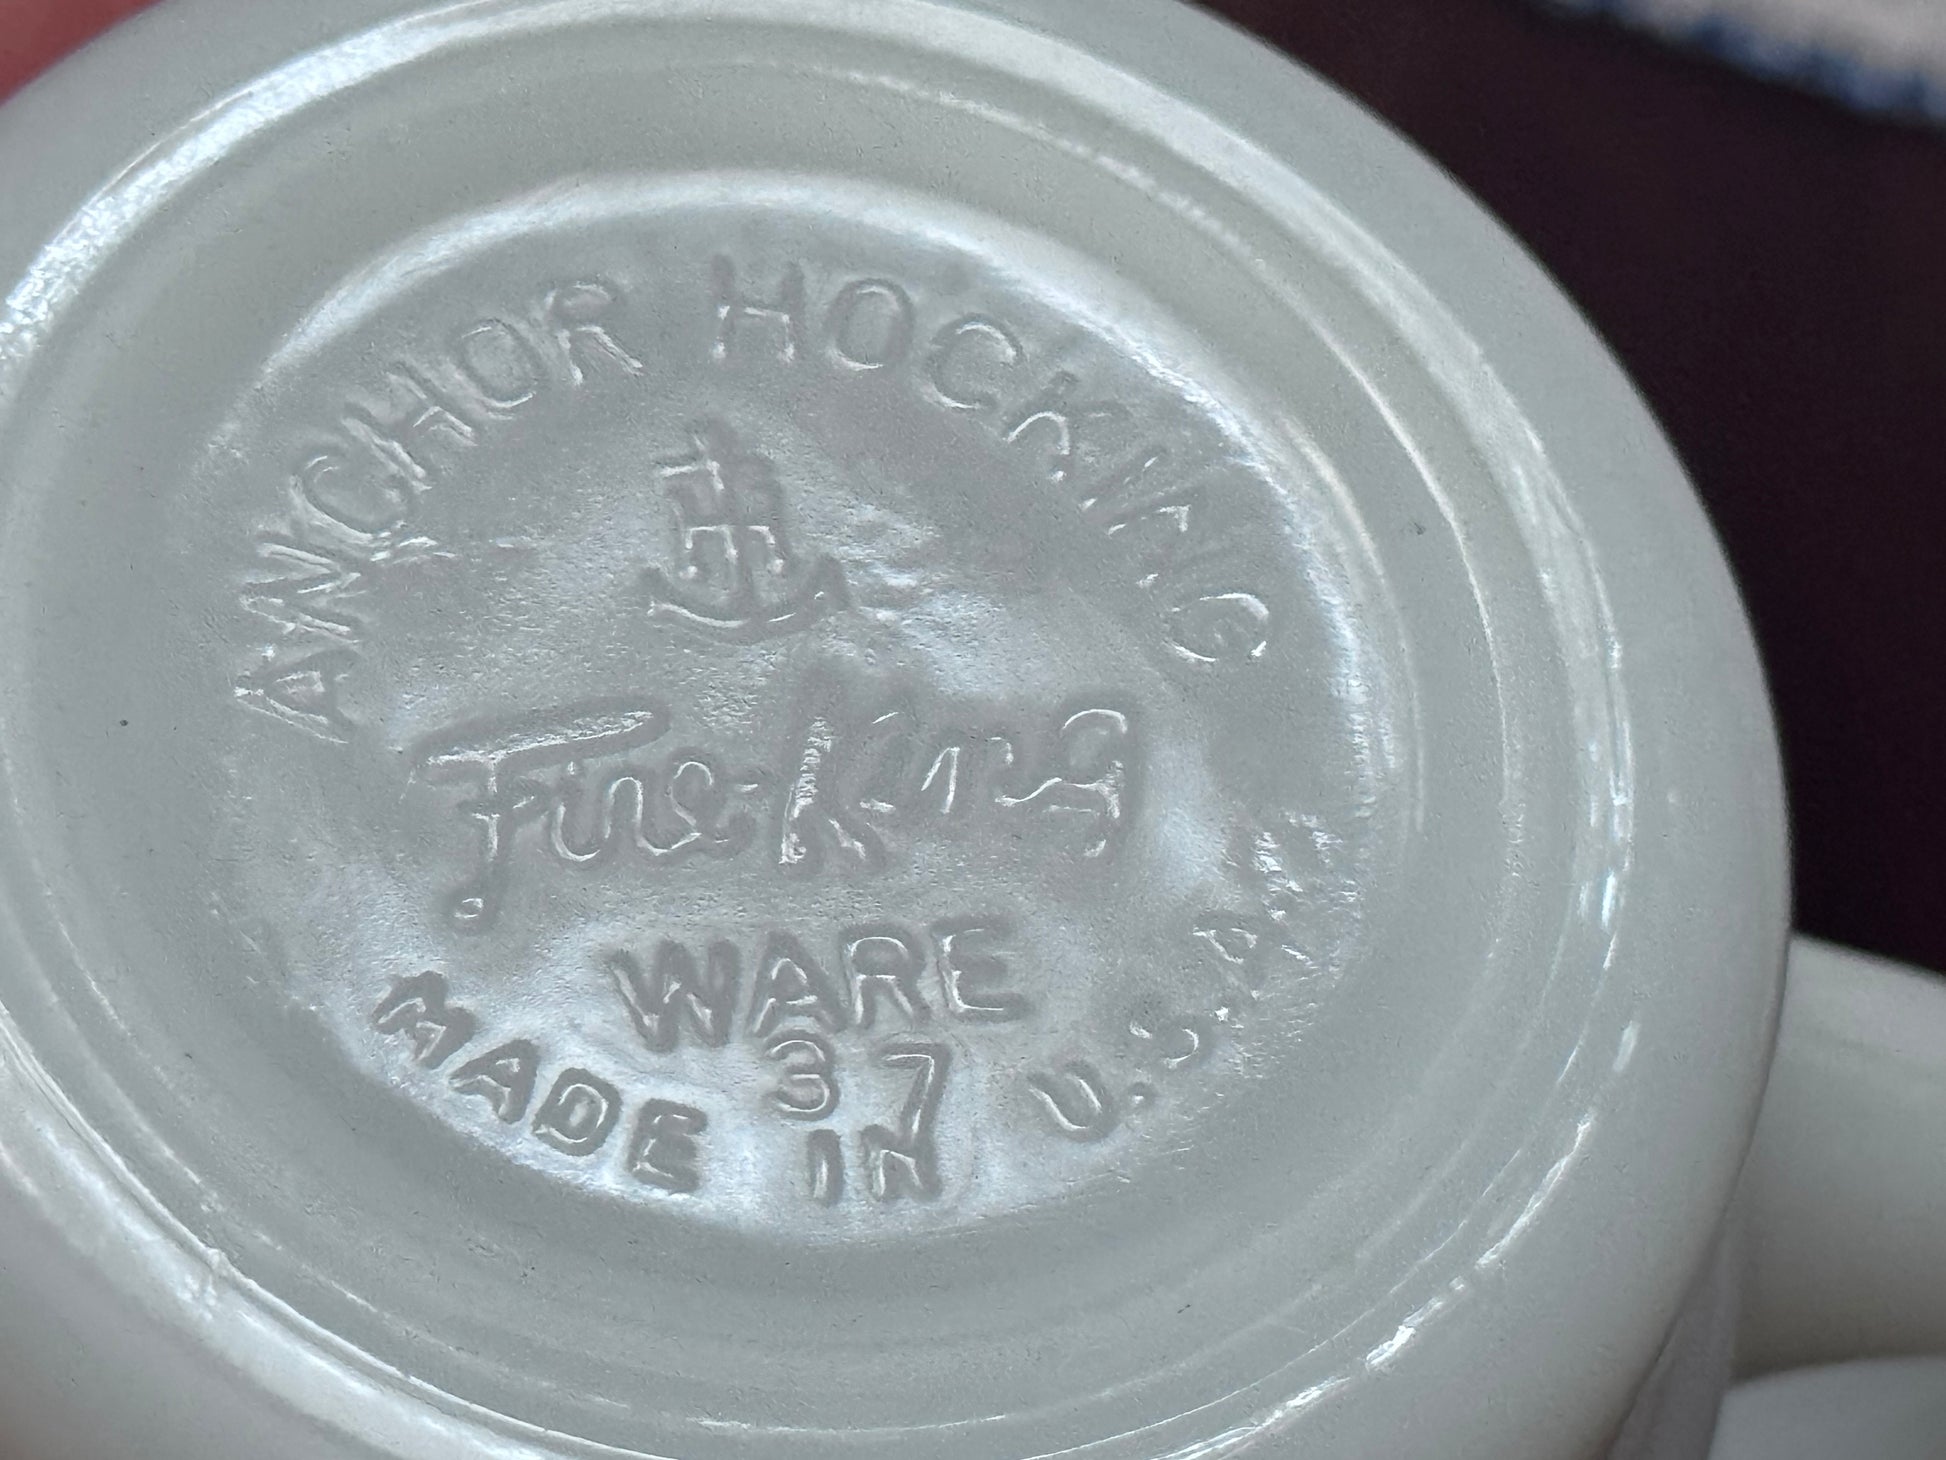 ANCHOR HOCKING
Fire-King
WARE
37
MADE IN U.S.A.